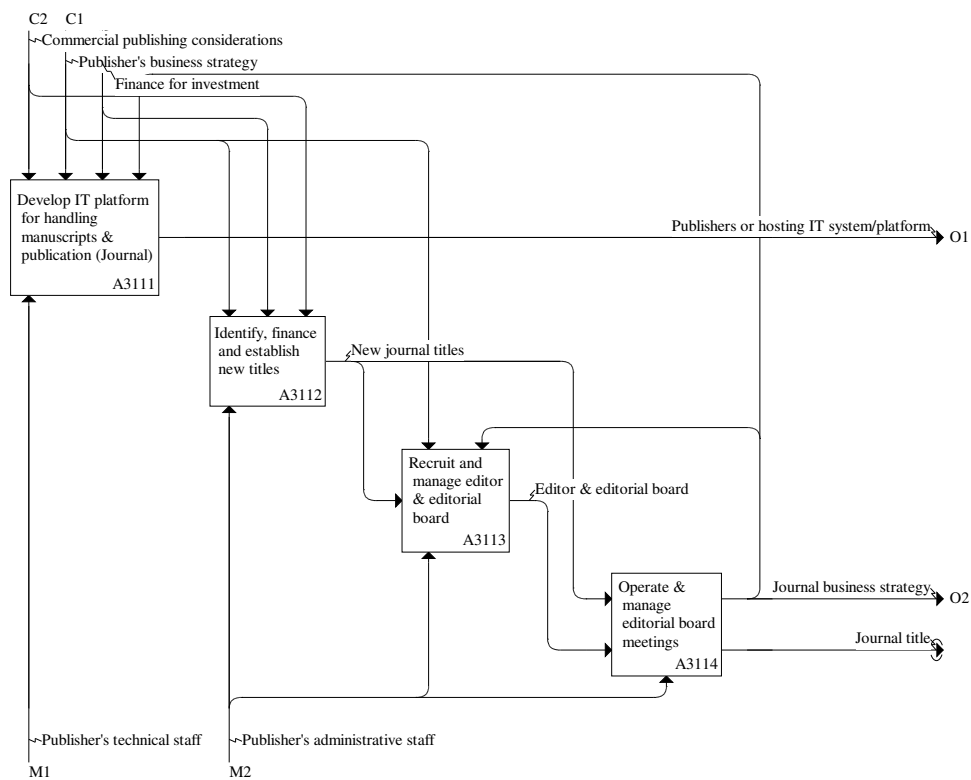 C2 C1
Commercial publishing considerations
Publisher's business strategy
Finance for investment
Develop IT platform
for handling
manuscripts &
publication (Journal)
A3111
Publishers or hosting IT system/platform
O1
Identify, finance
and establish
new titles
A3112
New journal titles
Recruit and
manage editor
& editorial
board
A3113
Editor & editorial board
Operate &
manage
editorial board
meetings
A3114
Journal business strategy
O2
Journal title
Publisher's technical staff
Publisher's administrative staff
M1 M2